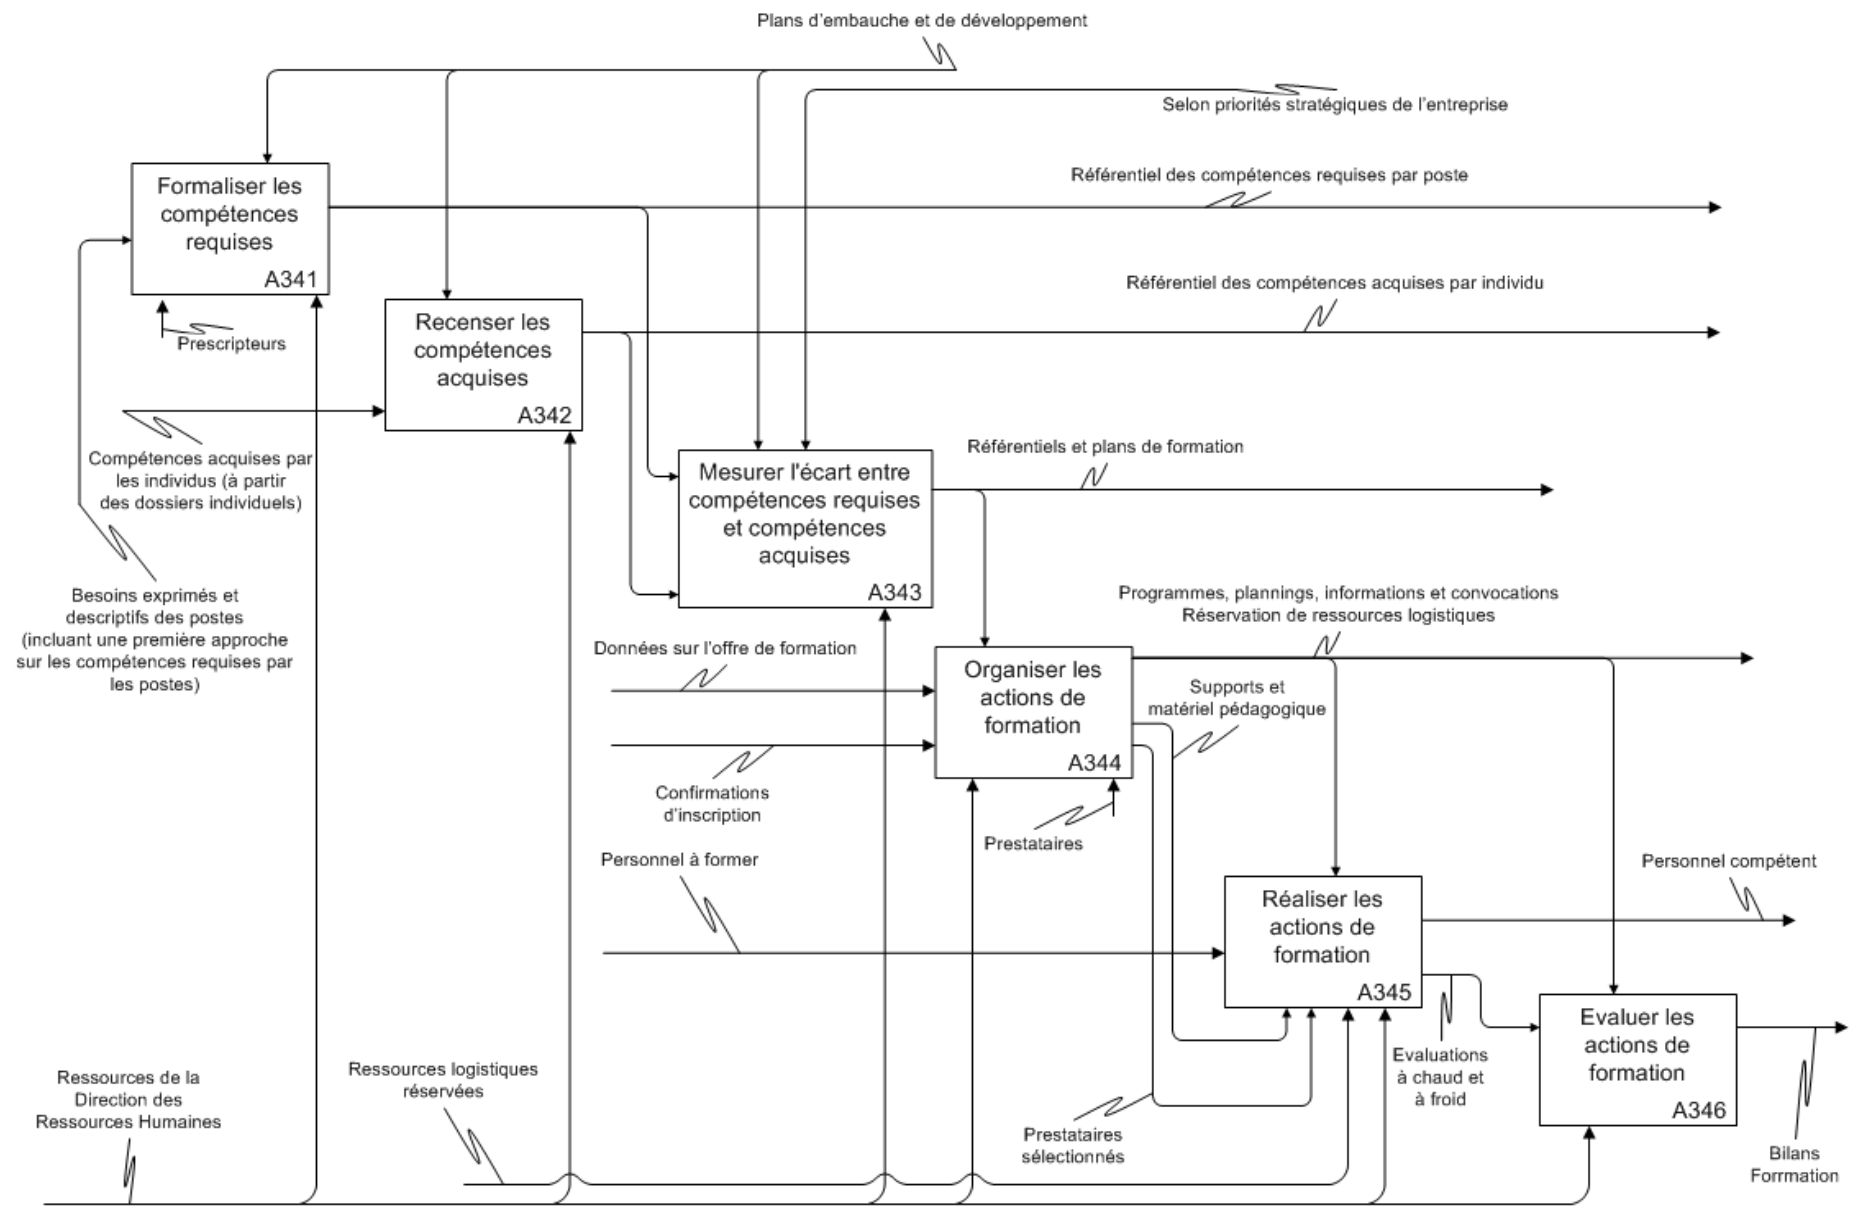 Plans d'embauche et de développement
Selon priorités stratégiques de l'entreprise
Formaliser les
compétences
requises
A341
Référentiel des compétences requises par poste
Prescripteurs
Recenser les
compétences
acquises
A342
Référentiel des compétences acquises par individu
Compétences acquises par
les individus (à partir
des dossiers individuels)
Mesurer l'écart entre
compétences requises
et compétences
acquises
A343
Référentiels et plans de formation
Besoins exprimés et
descriptifs des postes
(incluant une première approche
sur les compétences requises par
les postes)
Programmes, plannings, informations et convocations
Réservation de ressources logistiques
Données sur l'offre de formation
Organiser les
actions de
formation
A344
Supports et
matériel pédagogique
Confirmations
d'inscription
Prestataires
Personnel à former
Réaliser les
actions de
formation
A345
Personnel compétent
Evaluer les
actions de
formation
A346
Evaluations
à chaud et
à froid
Ressources de la
Direction des
Ressources Humaines
Ressources logistiques
réservées
Prestataires
sélectionnés
Bilans
Forrmation